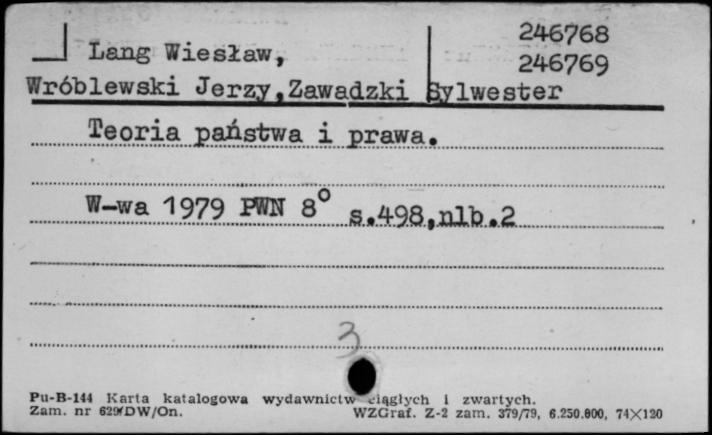 246768
Lang Wiesław,
246769
Wróblewski Jerzy,Zawadzki Sylwester
Teoria państwa i prawa.
W-wa 1979 PWN 8° s.498,nlb.2
3
Pu-B-144 Karta katalogowa wydawnictw ciągłych i zwartych.
Zam. nr 629/DW/On. WZGraf. Z-2 zam. 379/79, 6.250.000, 74×120